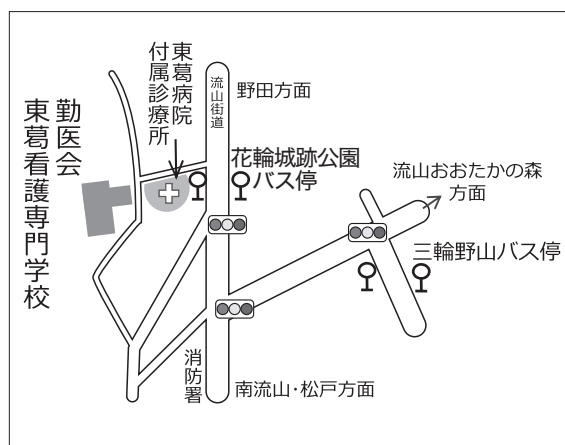 勤医会
東葛看護専門学校
東葛病院
付属診療所
流山街道
野田方面
花輪城跡公園
バス停
流山おおたかの森
方面
三輪野山バス停
消防署
南流山・松戸方面